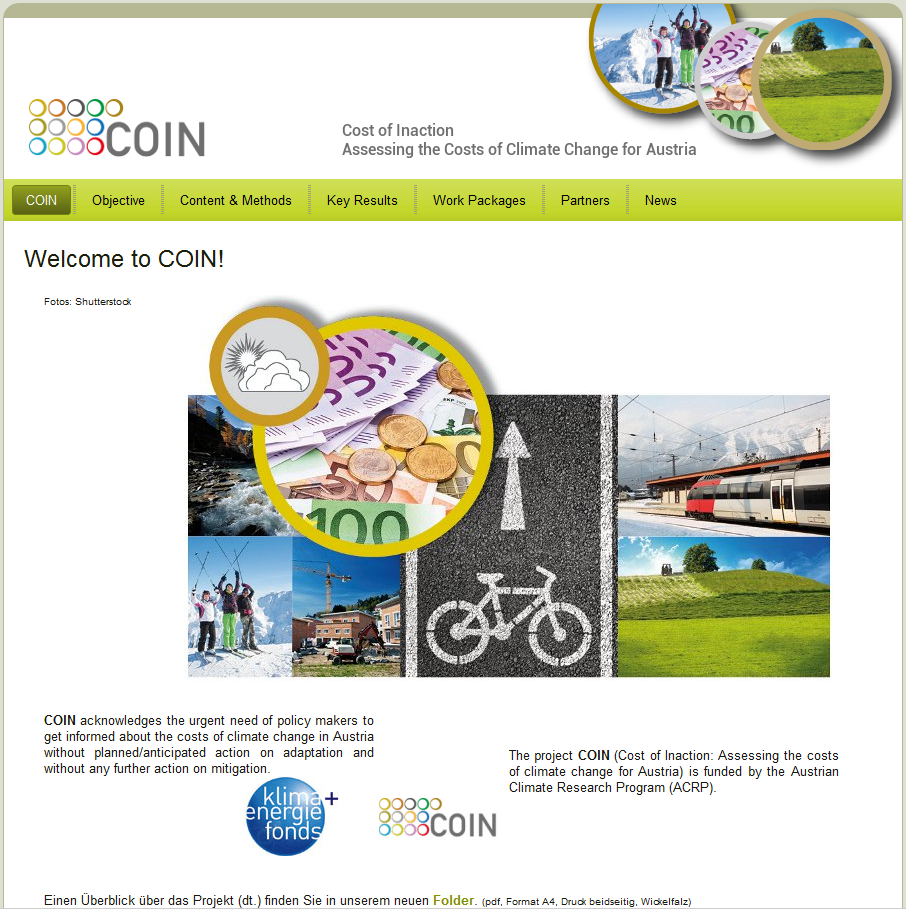 COIN
Cost of Inaction
Assessing the Costs of Climate Change for Austria
COIN
Objective
Content & Methods
Key Results
Work Packages
Partners
News
Welcome to COIN!
Fotos: Shutterstock
100
COIN acknowledges the urgent need of policy makers to
get informed about the costs of climate change in Austria
without planned/anticipated action on adaptation and
without any further action on mitigation.
The project COIN (Cost of Inaction: Assessing the costs
of climate change for Austria) is funded by the Austrian
Climate Research Program (ACRP).
klima+
energie
fonds
COIN
Einen Überblick über das Projekt (dt.) finden Sie in unserem neuen Folder. (pdf, Format A4, Druck beidseitig, Wickelfalz)